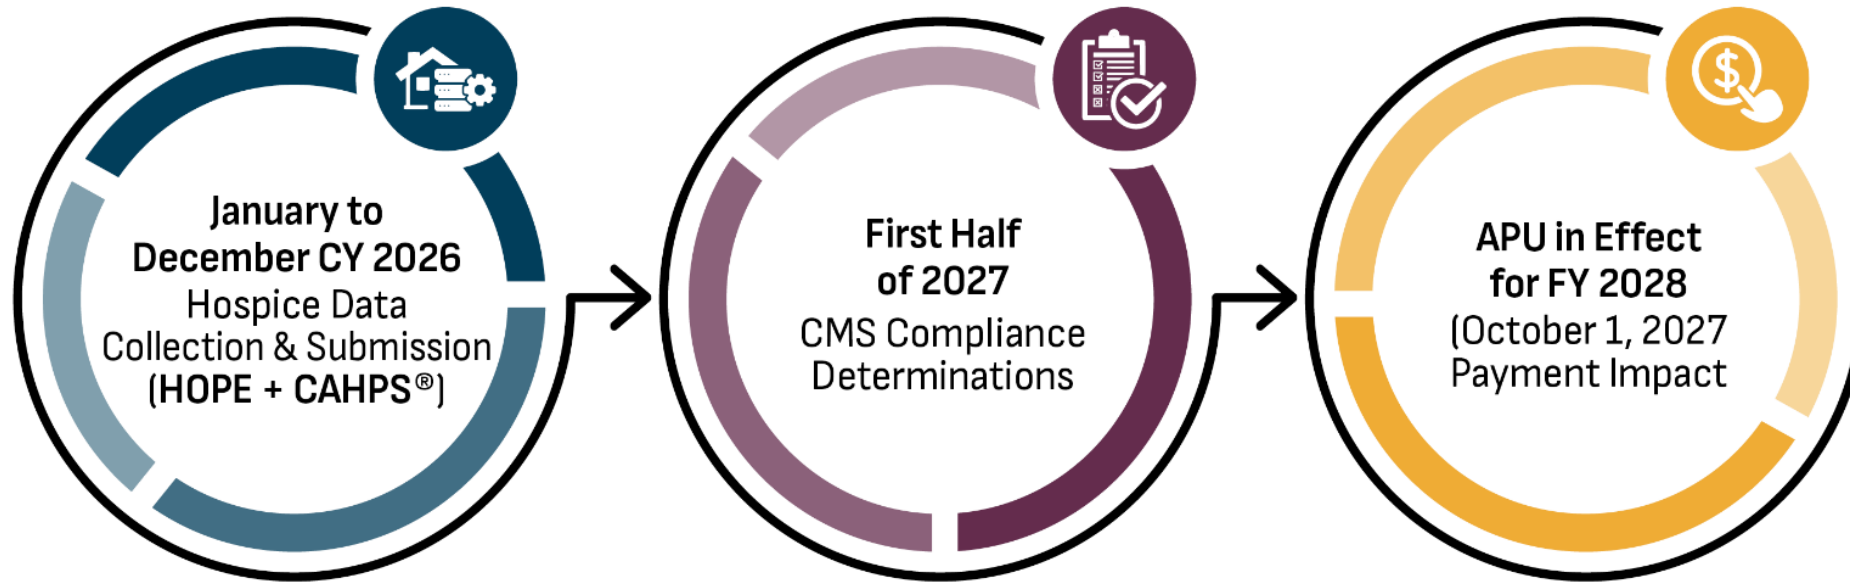 January to
December CY 2026
Hospice Data
Collection & Submission
(HOPE + CAHPS®)
First Half
of 2027
CMS Compliance
Determinations
APU in Effect
for FY 2028
(October 1, 2027
Payment Impact